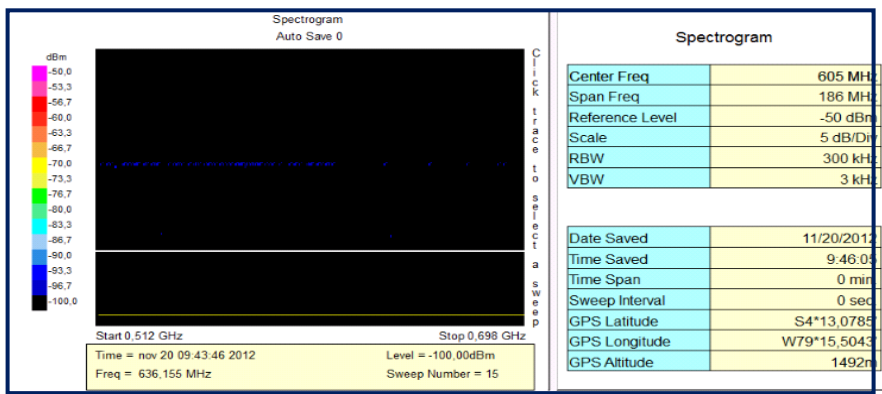 Spectrogram
Auto Save 0
dBm
-50,0
-53,3
-56,7
-60,0
-63,3
-66,7
-70,0
-73,3
-76,7
-80,0
-83,3
-86,7
-90,0
-93,3
-96,7
-100,0
Click trace to select a sweep
Start 0,512 GHz
Stop 0,698 GHz
Time = nov 20 09:43:46 2012
Level = -100,00dBm
Freq = 636,155 MHz
Sweep Number = 15
Spectrogram
Center Freq 605 MHz
Span Freq 186 MHz
Reference Level -50 dBm
Scale 5 dB/Div
RBW 300 kHz
VBW 3 kHz
Date Saved 11/20/2012
Time Saved 9:46:05
Time Span 0 min
Sweep Interval 0 sec
GPS Latitude S4*13,0785'
GPS Longitude W79*15,5043'
GPS Altitude 1492m